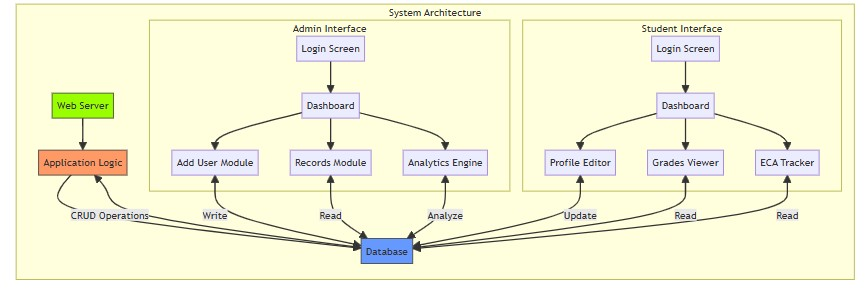 System Architecture
Admin Interface
Student Interface
Login Screen
Login Screen
Web Server
Dashboard
Dashboard
Application Logic
Add User Module
Records Module
Analytics Engine
Profile Editor
Grades Viewer
ECA Tracker
CRUD Operations
Write
Read
Analyze
Update
Read
Read
Database